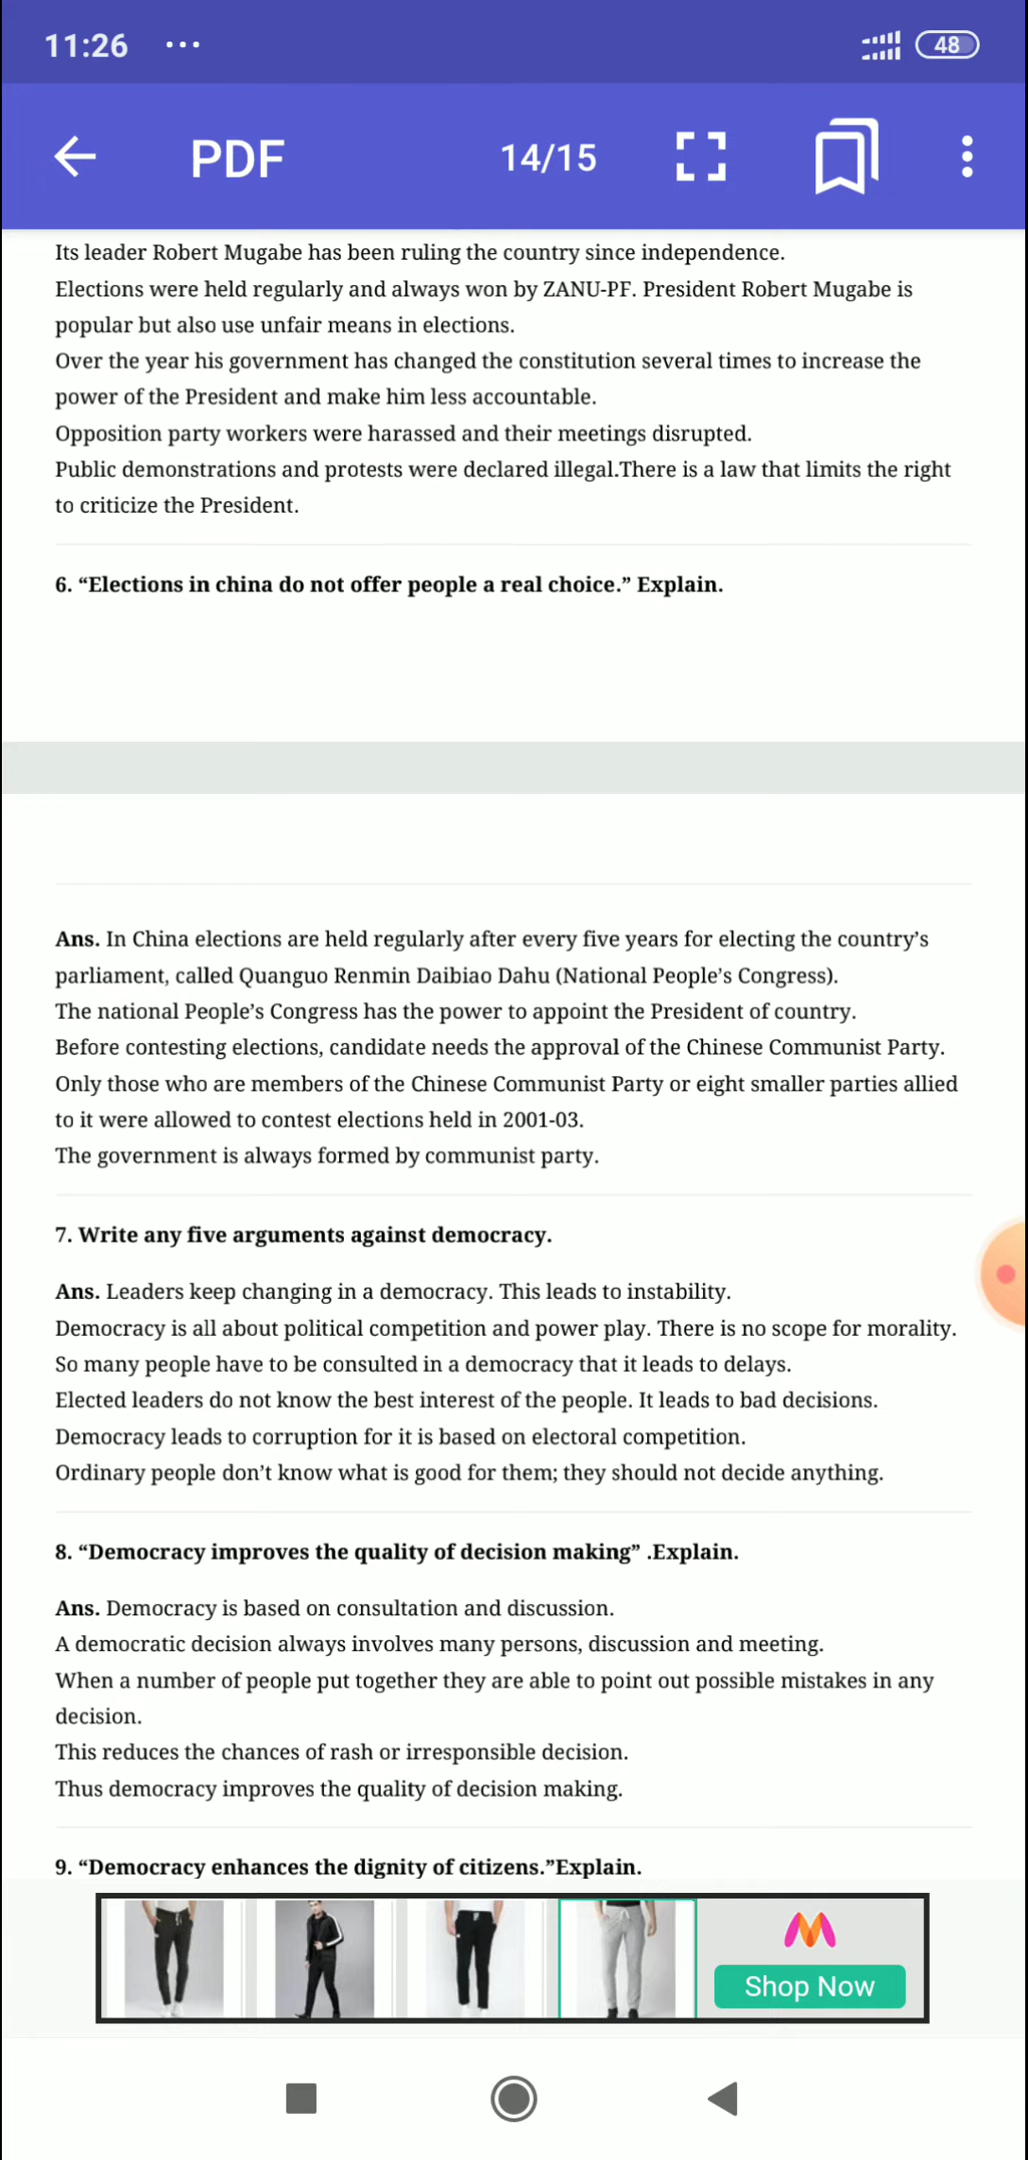 11:26 ...
48
PDF 14/15
Its leader Robert Mugabe has been ruling the country since independence.
Elections were held regularly and always won by ZANU-PF. President Robert Mugabe is
popular but also use unfair means in elections.
Over the year his government has changed the constitution several times to increase the
power of the President and make him less accountable.
Opposition party workers were harassed and their meetings disrupted.
Public demonstrations and protests were declared illegal.There is a law that limits the right
to criticize the President.
6. “Elections in china do not offer people a real choice.” Explain.
Ans. In China elections are held regularly after every five years for electing the country’s
parliament, called Quanguo Renmin Daibiao Dahu (National People’s Congress).
The national People’s Congress has the power to appoint the President of country.
Before contesting elections, candidate needs the approval of the Chinese Communist Party.
Only those who are members of the Chinese Communist Party or eight smaller parties allied
to it were allowed to contest elections held in 2001-03.
The government is always formed by communist party.
7. Write any five arguments against democracy.
Ans. Leaders keep changing in a democracy. This leads to instability.
Democracy is all about political competition and power play. There is no scope for morality.
So many people have to be consulted in a democracy that it leads to delays.
Elected leaders do not know the best interest of the people. It leads to bad decisions.
Democracy leads to corruption for it is based on electoral competition.
Ordinary people don’t know what is good for them; they should not decide anything.
8. “Democracy improves the quality of decision making” .Explain.
Ans. Democracy is based on consultation and discussion.
A democratic decision always involves many persons, discussion and meeting.
When a number of people put together they are able to point out possible mistakes in any
decision.
This reduces the chances of rash or irresponsible decision.
Thus democracy improves the quality of decision making.
9. “Democracy enhances the dignity of citizens.”Explain.
Shop Now